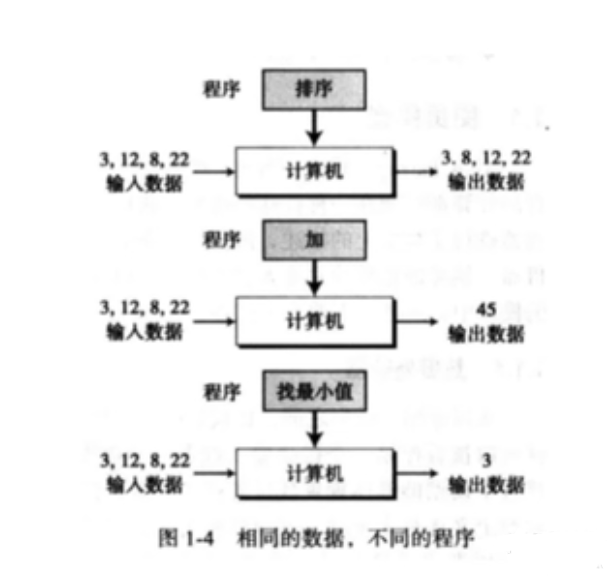 程序 排序
3, 12, 8, 22 计算机 3. 8, 12, 22
输入数据 输出数据
程序 加
3, 12, 8, 22 计算机 45
输入数据 输出数据
程序 找最小值
3, 12, 8, 22 计算机 3
输入数据 输出数据
图 1-4 相同的数据，不同的程序